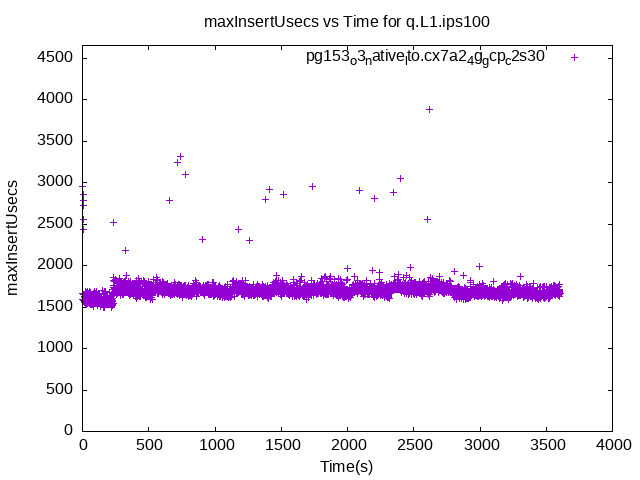 maxInsertUsecs vs Time for q.L1.ips100
pg153_o3_native_lto.cx7a2_4g_gcp_c2s30
4500
4000
3500
3000
2500
2000
1500
1000
500
0
maxInsertUsecs
0 500 1000 1500 2000 2500 3000 3500 4000
Time(s)